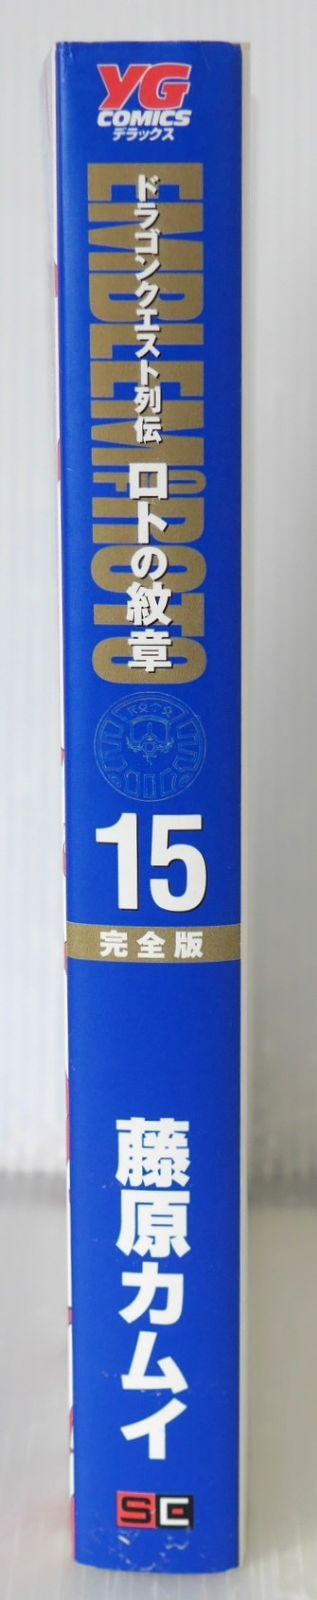 YG
COMICS
デラックス
EMBLEM OF ROTO
ドラゴンクエスト列伝
ロトの紋章
15
完全版
藤原カムイ
SE